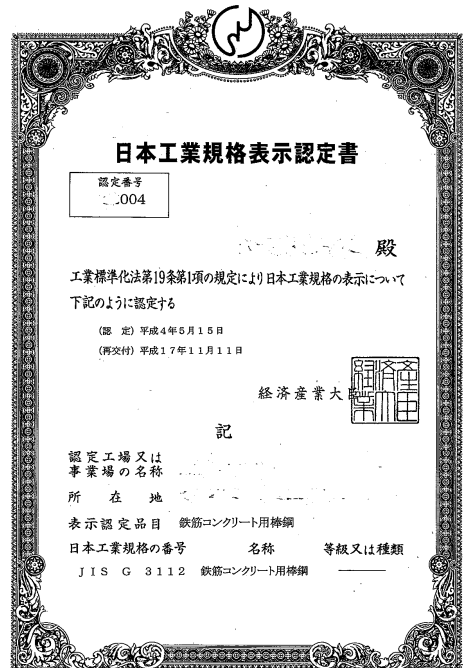 日本工業規格表示認定書
認定番号
004
殿
工業標準化法第19条第1項の規定により日本工業規格の表示について
下記のように認定する
(認 定) 平成4年5月15日
(再交付) 平成17年11月11日
経済産業大臣
記
認定工場又は
事業場の名称
所 在 地
表示認定品目 鉄筋コンクリート用棒鋼
日本工業規格の番号 名称 等級又は種類
JIS G 3112 鉄筋コンクリート用棒鋼 ———